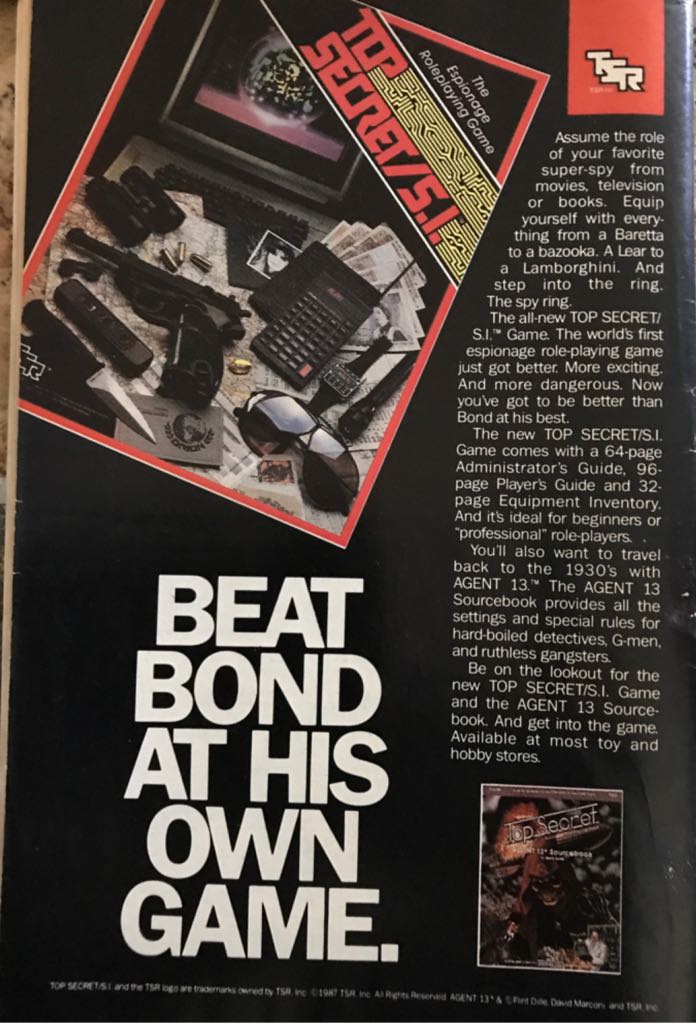 TOP
SECRET/S.I.™
The
Espionage
Roleplaying Game
TSR
ORION
TSR
Assume the role
of your favorite
super-spy from
movies, television
or books. Equip
yourself with every-
thing from a Baretta
to a bazooka. A Lear to
a Lamborghini. And
step into the ring.
The spy ring.
The all-new TOP SECRET/
S.I.™ Game. The world's first
espionage role-playing game
just got better. More exciting.
And more dangerous. Now
you've got to be better than
Bond at his best.
The new TOP SECRET/S.I.
Game comes with a 64-page
Administrator's Guide, 96-
page Player's Guide and 32-
page Equipment Inventory.
And it's ideal for beginners or
"professional" role-players.
You'll also want to travel
back to the 1930's with
AGENT 13.™ The AGENT 13
Sourcebook provides all the
settings and special rules for
hard-boiled detectives, G-men,
and ruthless gangsters.
Be on the lookout for the
new TOP SECRET/S.I. Game
and the AGENT 13 Source-
book. And get into the game.
Available at most toy and
hobby stores.
BEAT
BOND
AT HIS
OWN
GAME.
Top Secret
AGENT 13™ Sourcebook
TOP SECRET/S.I. and the TSR logo are trademarks owned by TSR, Inc. ©1987 TSR, Inc. All Rights Reserved. AGENT 13™ & ©Flint Dille, David Marconi, and TSR, Inc.